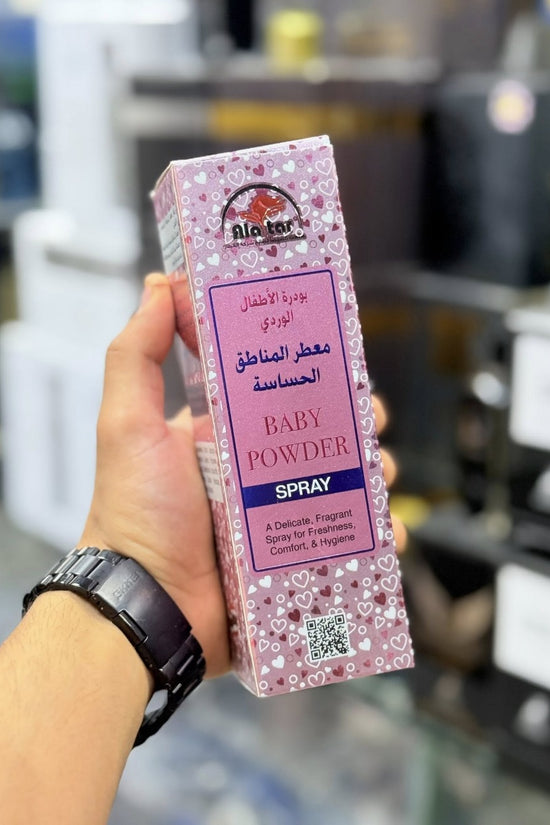 Ala tar
بودرة الأطفال
الوردي
معطر المناطق
الحساسة
BABY
POWDER
SPRAY
A Delicate, Fragrant
Spray for Freshness,
Comfort, & Hygiene